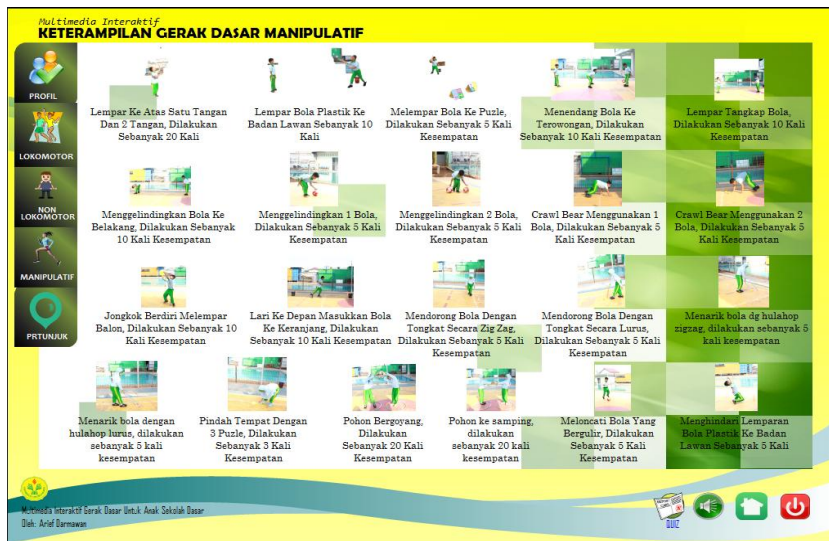 Multimedia Interaktif
KETERAMPILAN GERAK DASAR MANIPULATIF
PROFIL
LOKOMOTOR
NON
LOKOMOTOR
MANIPULATIF
PRTUNJUK
Lempar Ke Atas Satu Tangan
Dan 2 Tangan, Dilakukan
Sebanyak 20 Kali
Lempar Bola Plastik Ke
Badan Lawan Sebanyak 10
Kali
Melempar Bola Ke Puzle,
Dilakukan Sebanyak 5 Kali
Kesempatan
Menendang Bola Ke
Terowongan, Dilakukan
Sebanyak 10 Kali Kesempatan
Lempar Tangkap Bola,
Dilakukan Sebanyak 10 Kali
Kesempatan
Menggelindingkan Bola Ke
Belakang, Dilakukan Sebanyak
10 Kali Kesempatan
Menggelindingkan 1 Bola,
Dilakukan Sebanyak 5 Kali
Kesempatan
Menggelindingkan 2 Bola,
Dilakukan Sebanyak 5 Kali
Kesempatan
Crawl Bear Menggunakan 1
Bola, Dilakukan Sebanyak 5
Kali Kesempatan
Crawl Bear Menggunakan 2
Bola, Dilakukan Sebanyak 5
Kali Kesempatan
Jongkok Berdiri Melempar
Balon, Dilakukan Sebanyak 10
Kali Kesempatan
Lari Ke Depan Masukkan Bola
Ke Keranjang, Dilakukan
Sebanyak 10 Kali Kesempatan
Mendorong Bola Dengan
Tongkat Secara Zig Zag,
Dilakukan Sebanyak 5 Kali
Kesempatan
Mendorong Bola Dengan
Tongkat Secara Lurus,
Dilakukan Sebanyak 5 Kali
Kesempatan
Menarik bola dg hulahop
zigzag, dilakukan sebanyak 5
kali kesempatan
Menarik bola dengan
hulahop lurus, dilakukan
sebanyak 5 kali
kesempatan
Pindah Tempat Dengan
3 Puzle, Dilakukan
Sebanyak 3 Kali
Kesempatan
Pohon Bergoyang,
Dilakukan
Sebanyak 20 Kali
Kesempatan
Pohon ke samping,
dilakukan
sebanyak 20 kali
kesempatan
Meloncati Bola Yang
Bergulir, Dilakukan
Sebanyak 5 Kali
Kesempatan
Menghindari Lemparan
Bola Plastik Ke Badan
Lawan Sebanyak 5 Kali
Multimedia Interaktif Gerak Dasar Untuk Anak Sekolah Dasar
Oleh: Arief Darmawan
QUIZ